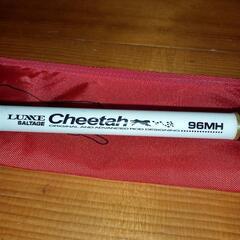 LUXXE SALTAGE Cheetah 96MH
ORIGINAL AND ADVANCED ROD DESIGNING